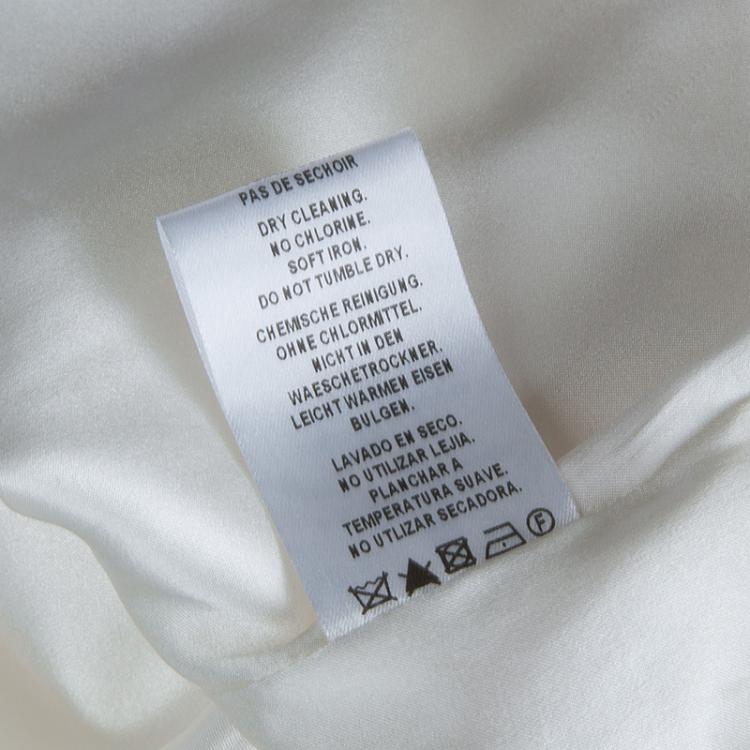 PAS DE SECHOIR
DRY CLEANING.
NO CHLORINE.
SOFT IRON.
DO NOT TUMBLE DRY.
CHEMISCHE REINIGUNG.
OHNE CHLORMITTEL.
NICHT IN DEN
WAESCHETROCKNER.
LEICHT WARMEN EISEN
BULGEN.
LAVADO EN SECO.
NO UTILIZAR LEJIA.
PLANCHAR A
TEMPERATURA SUAVE.
NO UTLIZAR SECADORA.
F